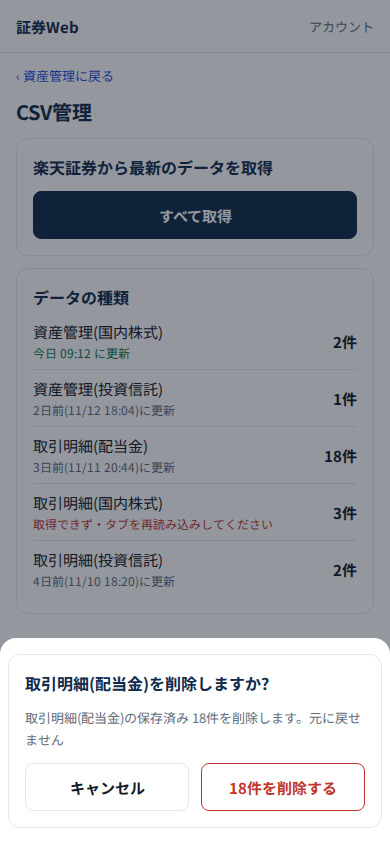 証券Web
アカウント
‹ 資産管理に戻る
CSV管理
楽天証券から最新のデータを取得
すべて取得
データの種類
資産管理(国内株式)
今日 09:12 に更新
2件
資産管理(投資信託)
2日前(11/12 18:04)に更新
1件
取引明細(配当金)
3日前(11/11 20:44)に更新
18件
取引明細(国内株式)
取得できず・タブを再読み込みしてください
3件
取引明細(投資信託)
4日前(11/10 18:20)に更新
2件
取引明細(配当金)を削除しますか?
取引明細(配当金)の保存済み 18件を削除します。元に戻せ
ません
キャンセル
18件を削除する